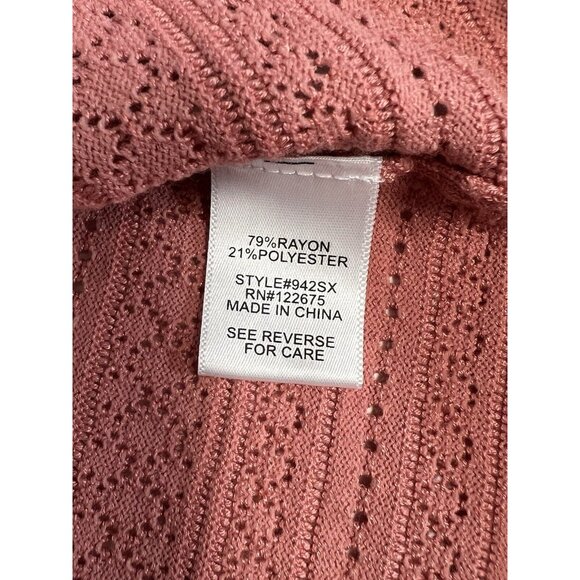 79%RAYON
21%POLYESTER
STYLE#942SX
RN#122675
MADE IN CHINA
SEE REVERSE
FOR CARE